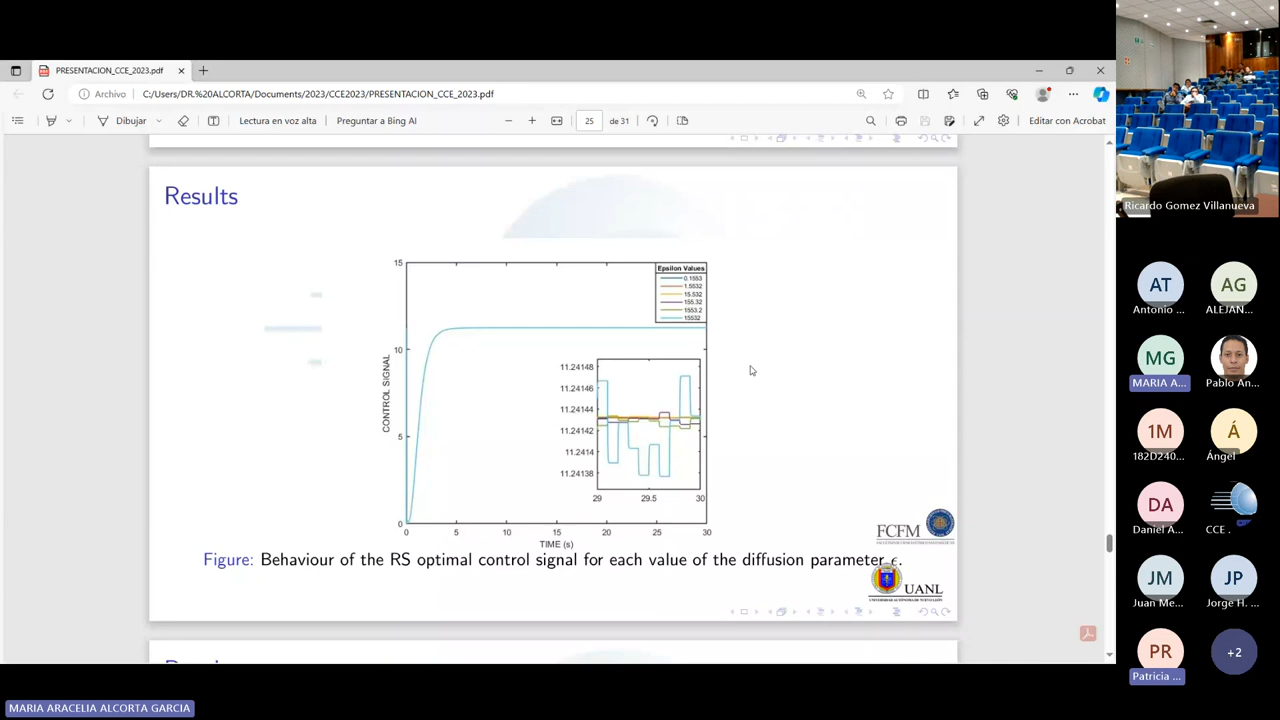 PRESENTACION_CCE_2023.pdf
Archivo
C:/Users/DR.%20ALCORTA/Documents/2023/CCE2023/PRESENTACION_CCE_2023.pdf
Dibujar
Lectura en voz alta
Preguntar a Bing AI
25
de 31
Editar con Acrobat
Results
Epsilon Values
0.1553
1.5532
15.532
155.32
1553.2
15532
15
10
5
0
CONTROL SIGNAL
11.24148
11.24146
11.24144
11.24142
11.2414
11.24138
29
29.5
30
0
5
10
15
20
25
30
TIME (s)
FCFM
Figure: Behaviour of the RS optimal control signal for each value of the diffusion parameter ϵ.
UANL
Ricardo Gomez Villanueva
AT
Antonio ...
AG
ALEJAN...
MG
MARIA A...
Pablo An...
1M
182D240...
Á
Ángel
DA
Daniel A...
CCE .
JM
Juan Me...
JP
Jorge H. ...
PR
Patricia ...
+2
MARIA ARACELIA ALCORTA GARCIA